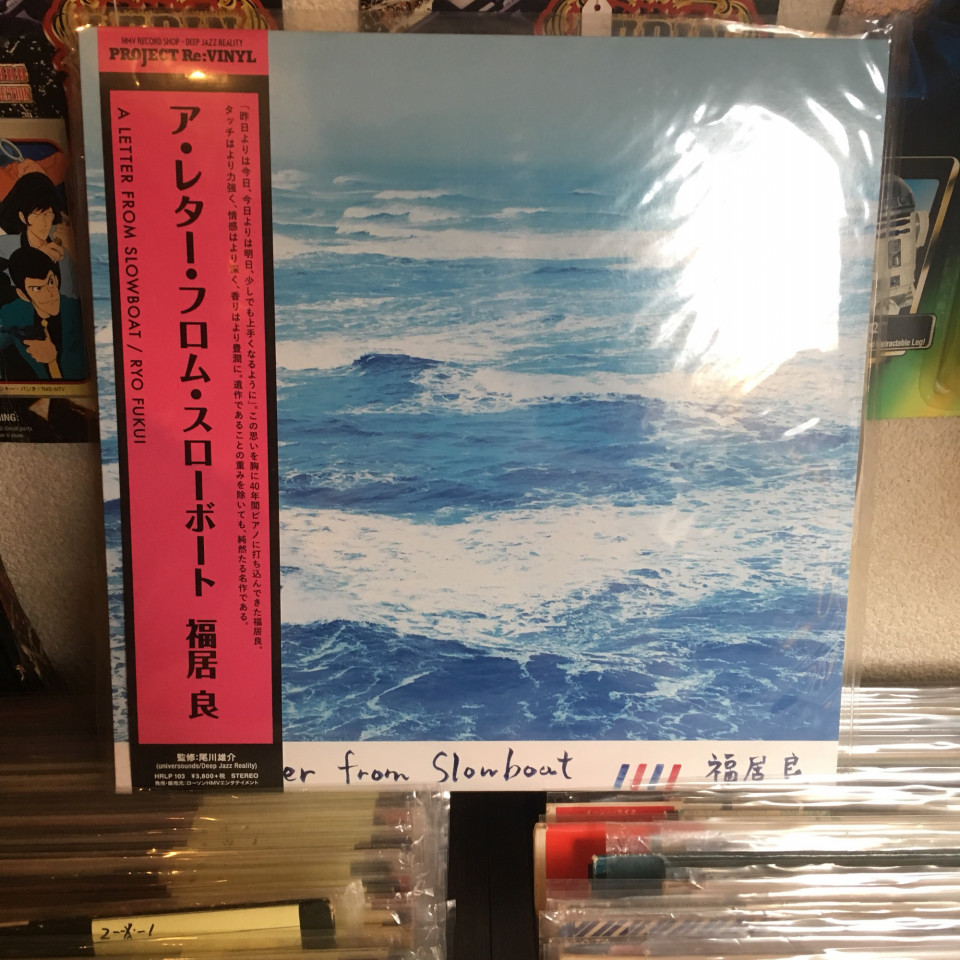 HMV RECORD SHOP - DEEP JAZZ REALITY
PROJECT Re:VINYL
「昨日よりは今日、今日よりは明日、少しでも上手くなるように」。この思いを胸に40年間ピアノに打ち込んできた福居良。
タッチはより力強く、情感はより深く、香りはより豊潤に。遺作であることの重みを除いても、純然たる名作である。
ア・レター・フロム・スローボート 福居 良
A LETTER FROM SLOWBOAT / RYO FUKUI
監修:尾川雄介
(universounds/Deep Jazz Reality)
HRLP 103 ¥3,800+税 STEREO
発売・販売元:ローソンHMVエンタテイメント
er from Slowboat 福居良
retractable Leg!